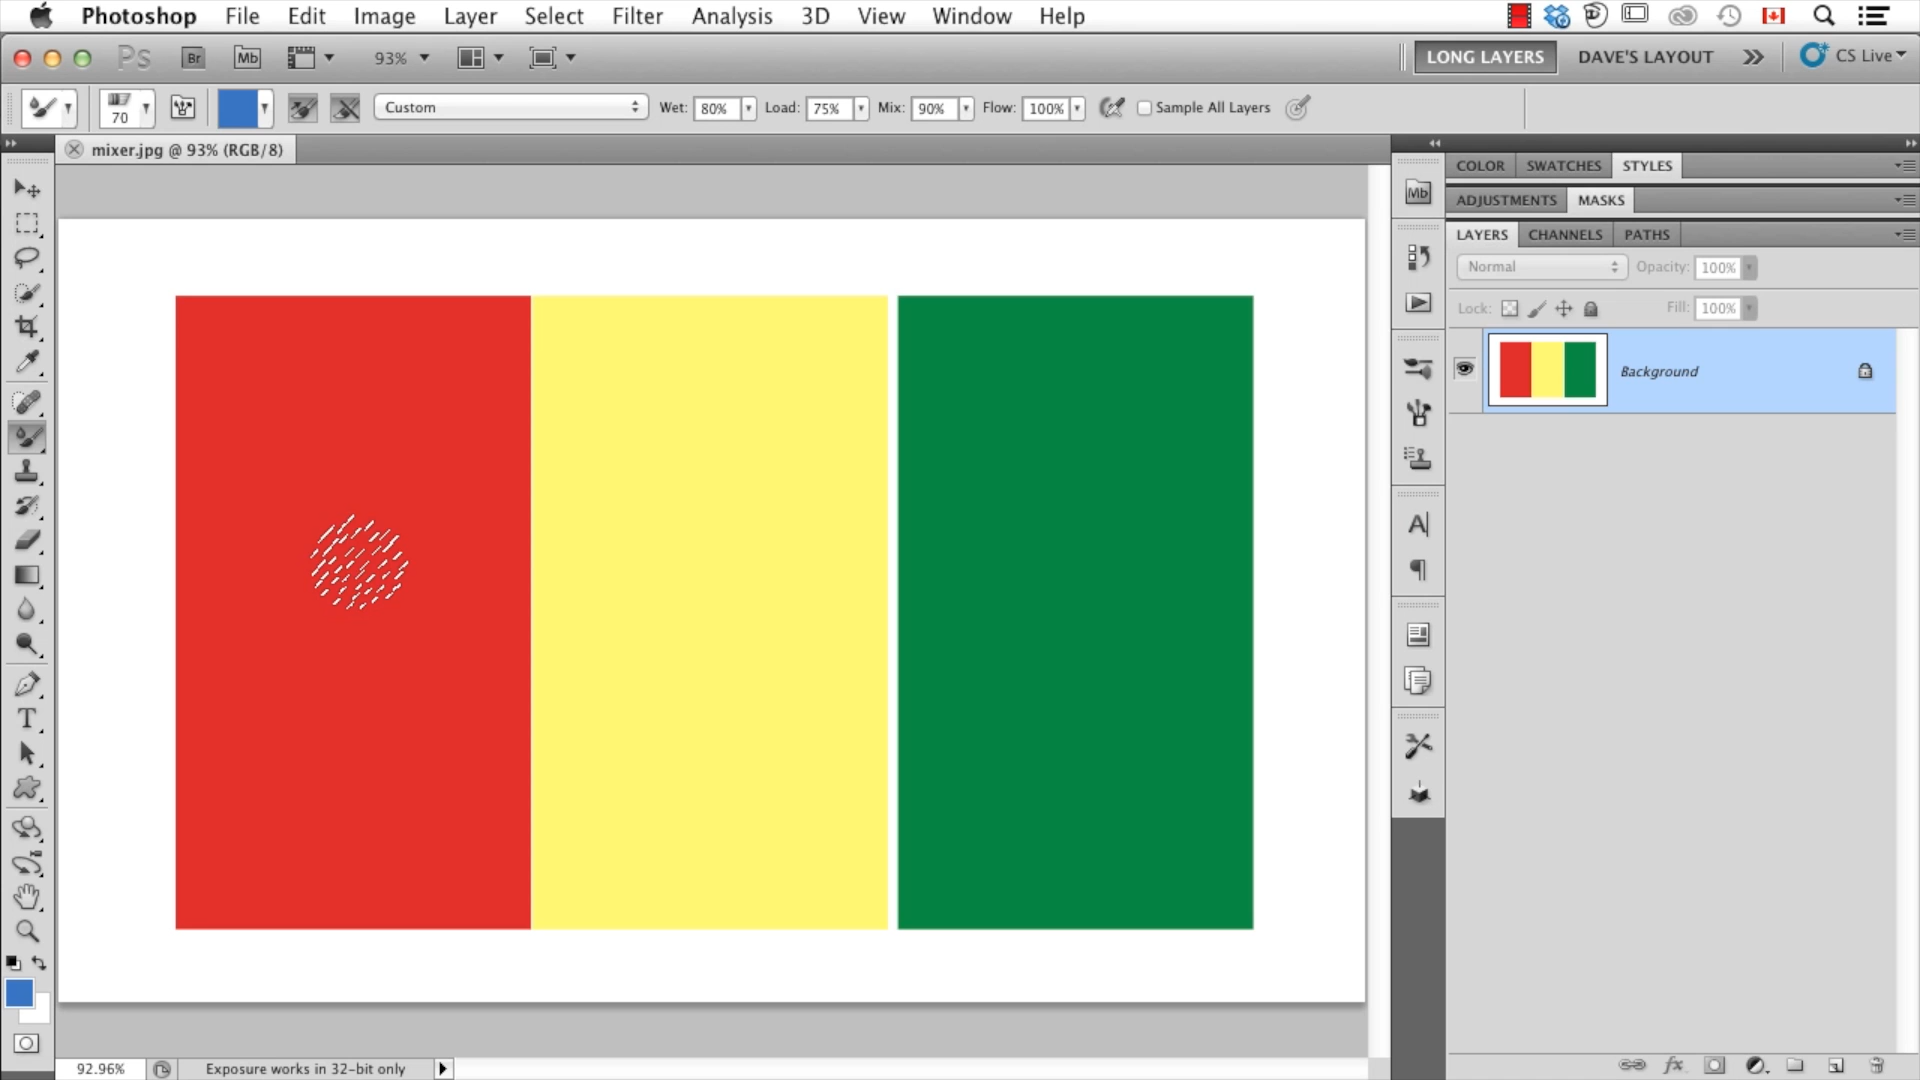 Photoshop File Edit Image Layer Select Filter Analysis 3D View Window Help
Ps Br Mb 93% LONG LAYERS DAVE'S LAYOUT CS Live
70 Custom Wet: 80% Load: 75% Mix: 90% Flow: 100% Sample All Layers
mixer.jpg @ 93% (RGB/8)
COLOR SWATCHES STYLES
Mb
ADJUSTMENTS MASKS
LAYERS CHANNELS PATHS
Normal Opacity: 100%
Lock: Fill: 100%
Background
A
T
fx
92.96% Exposure works in 32-bit only